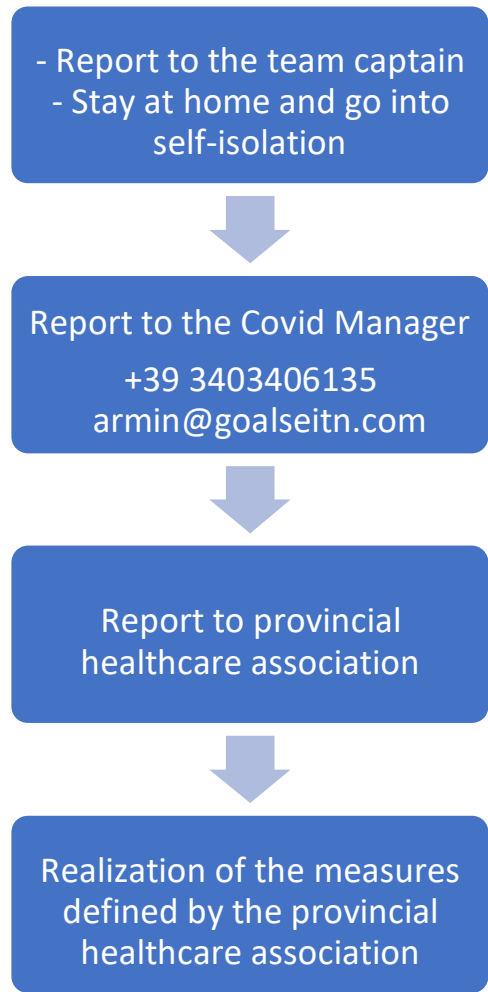 - Report to the team captain
- Stay at home and go into
self-isolation
Report to the Covid Manager
+39 3403406135
armin@goalseitn.com
Report to provincial
healthcare association
Realization of the measures
defined by the provincial
healthcare association